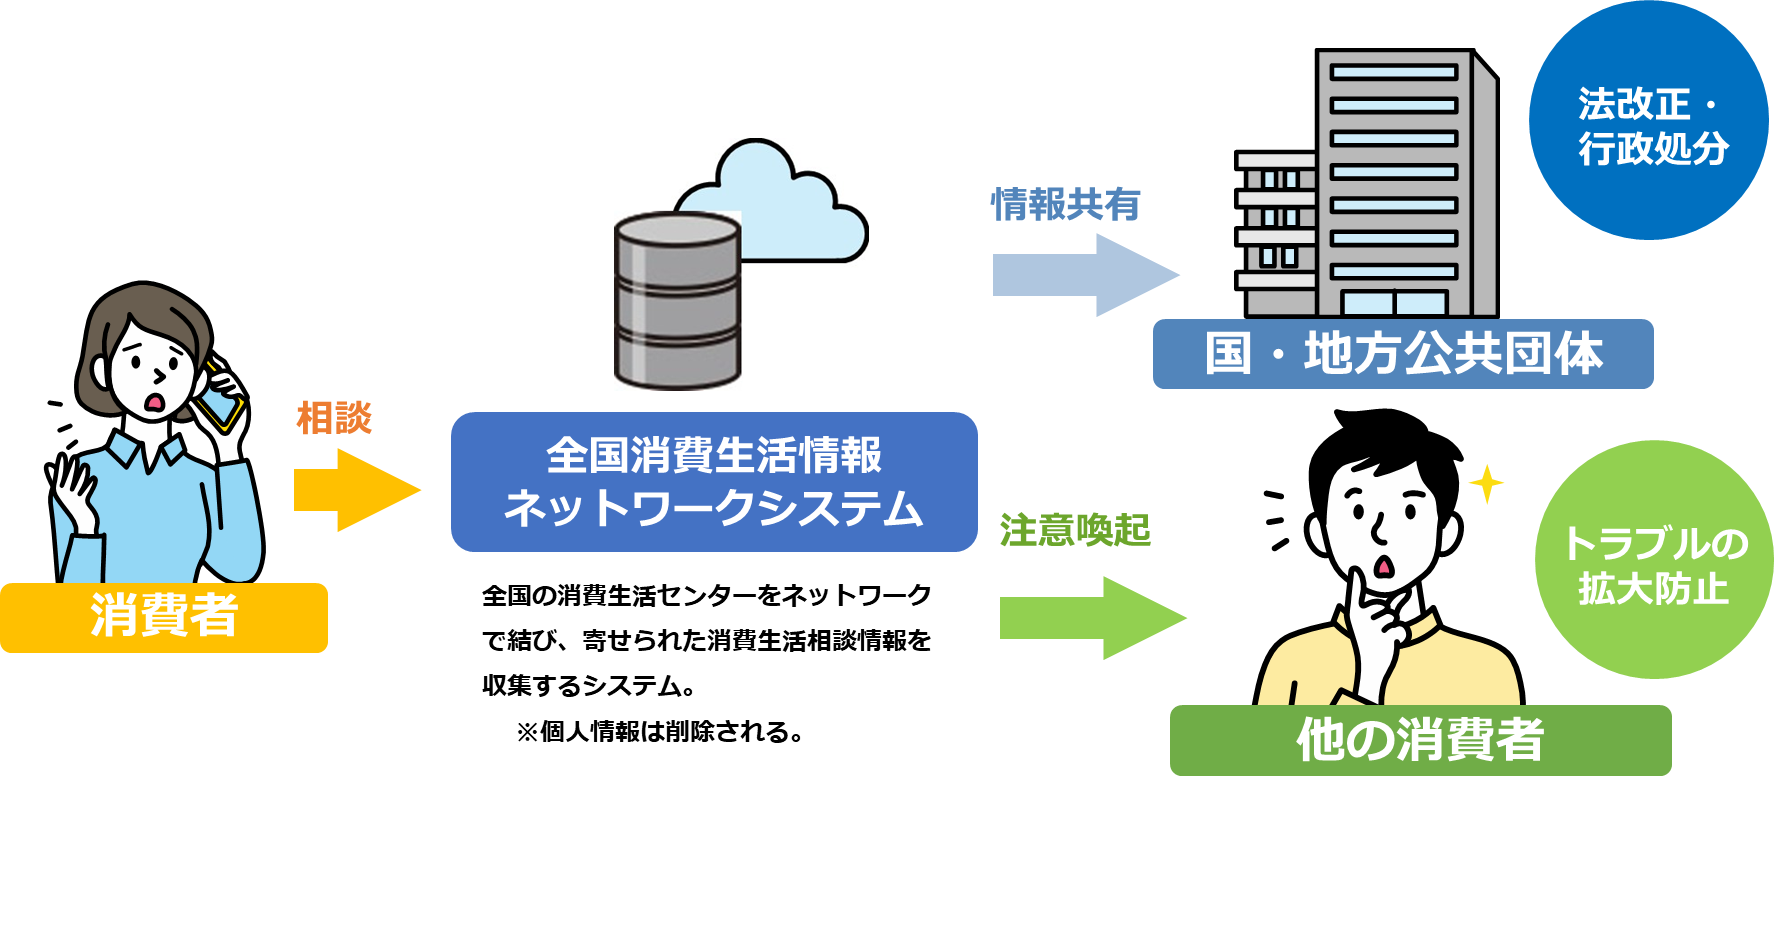 消費者
相談
全国消費生活情報
ネットワークシステム
全国の消費生活センターをネットワーク
で結び、寄せられた消費生活相談情報を
収集するシステム。
※個人情報は削除される。
情報共有
国・地方公共団体
法改正・
行政処分
注意喚起
他の消費者
トラブルの
拡大防止